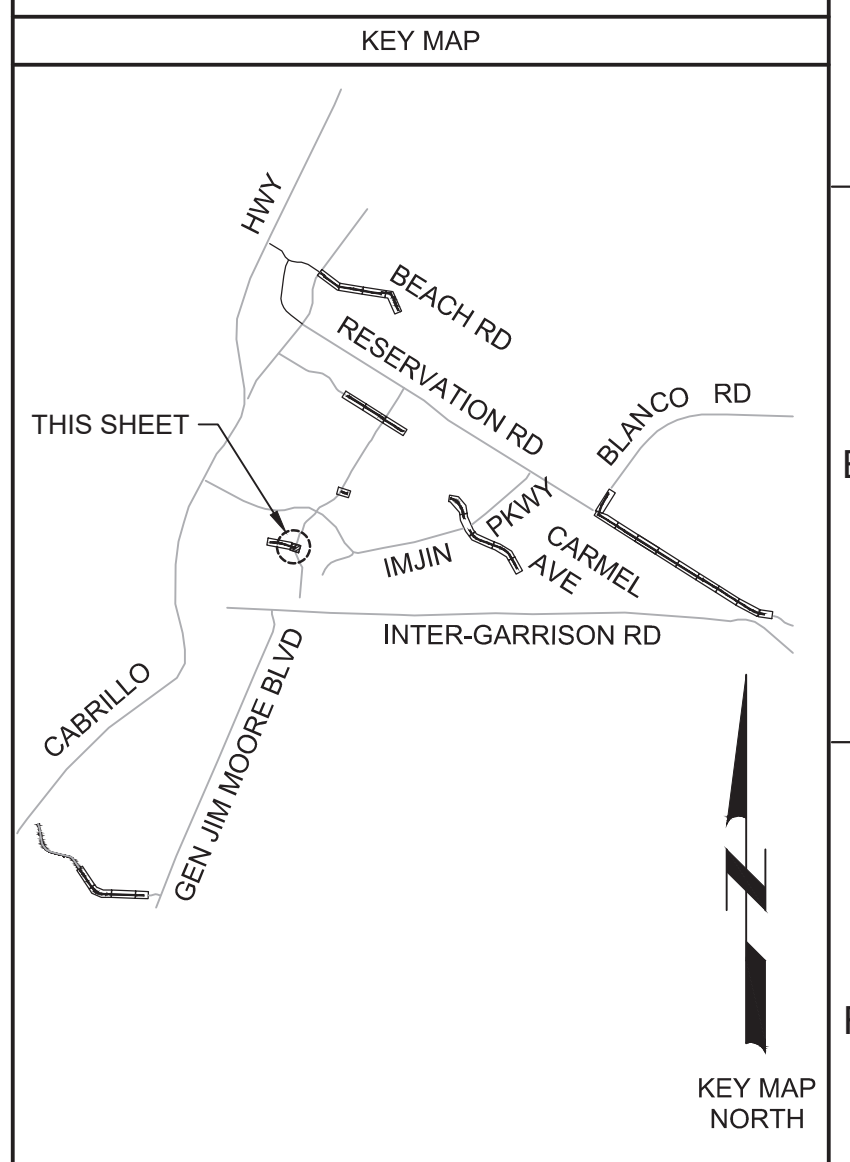 KEY MAP
HWY
BEACH RD
RESERVATION RD
BLANCO RD
THIS SHEET
IMJIN PKWY
CARMEL
AVE
INTER-GARRISON RD
CABRILLO
GEN JIM MOORE BLVD
KEY MAP
NORTH